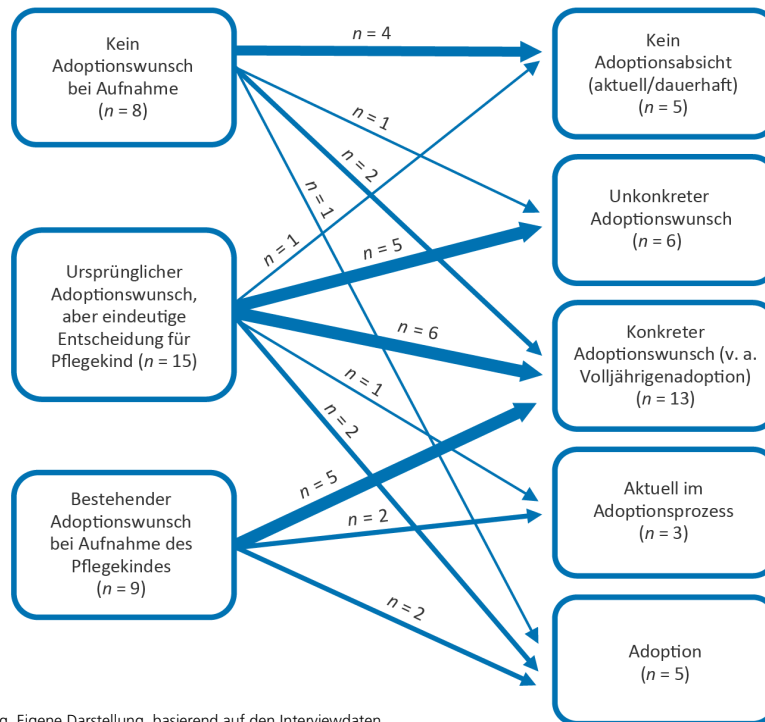 Kein
Adoptionswunsch
bei Aufnahme
(n = 8)
Ursprünglicher
Adoptionswunsch,
aber eindeutige
Entscheidung für
Pflegekind (n = 15)
Bestehender
Adoptionswunsch
bei Aufnahme des
Pflegekindes
(n = 9)
n = 4
n = 1
n = 2
n = 1
n = 1
n = 5
n = 6
n = 1
n = 2
n = 5
n = 2
n = 2
Kein
Adoptionsabsicht
(aktuell/dauerhaft)
(n = 5)
Unkonkreter
Adoptionswunsch
(n = 6)
Konkreter
Adoptionswunsch (v. a.
Volljährigenadoption)
(n = 13)
Aktuell im
Adoptionsprozess
(n = 3)
Adoption
(n = 5)
g. Eigene Darstellung, basierend auf den Interviewdaten